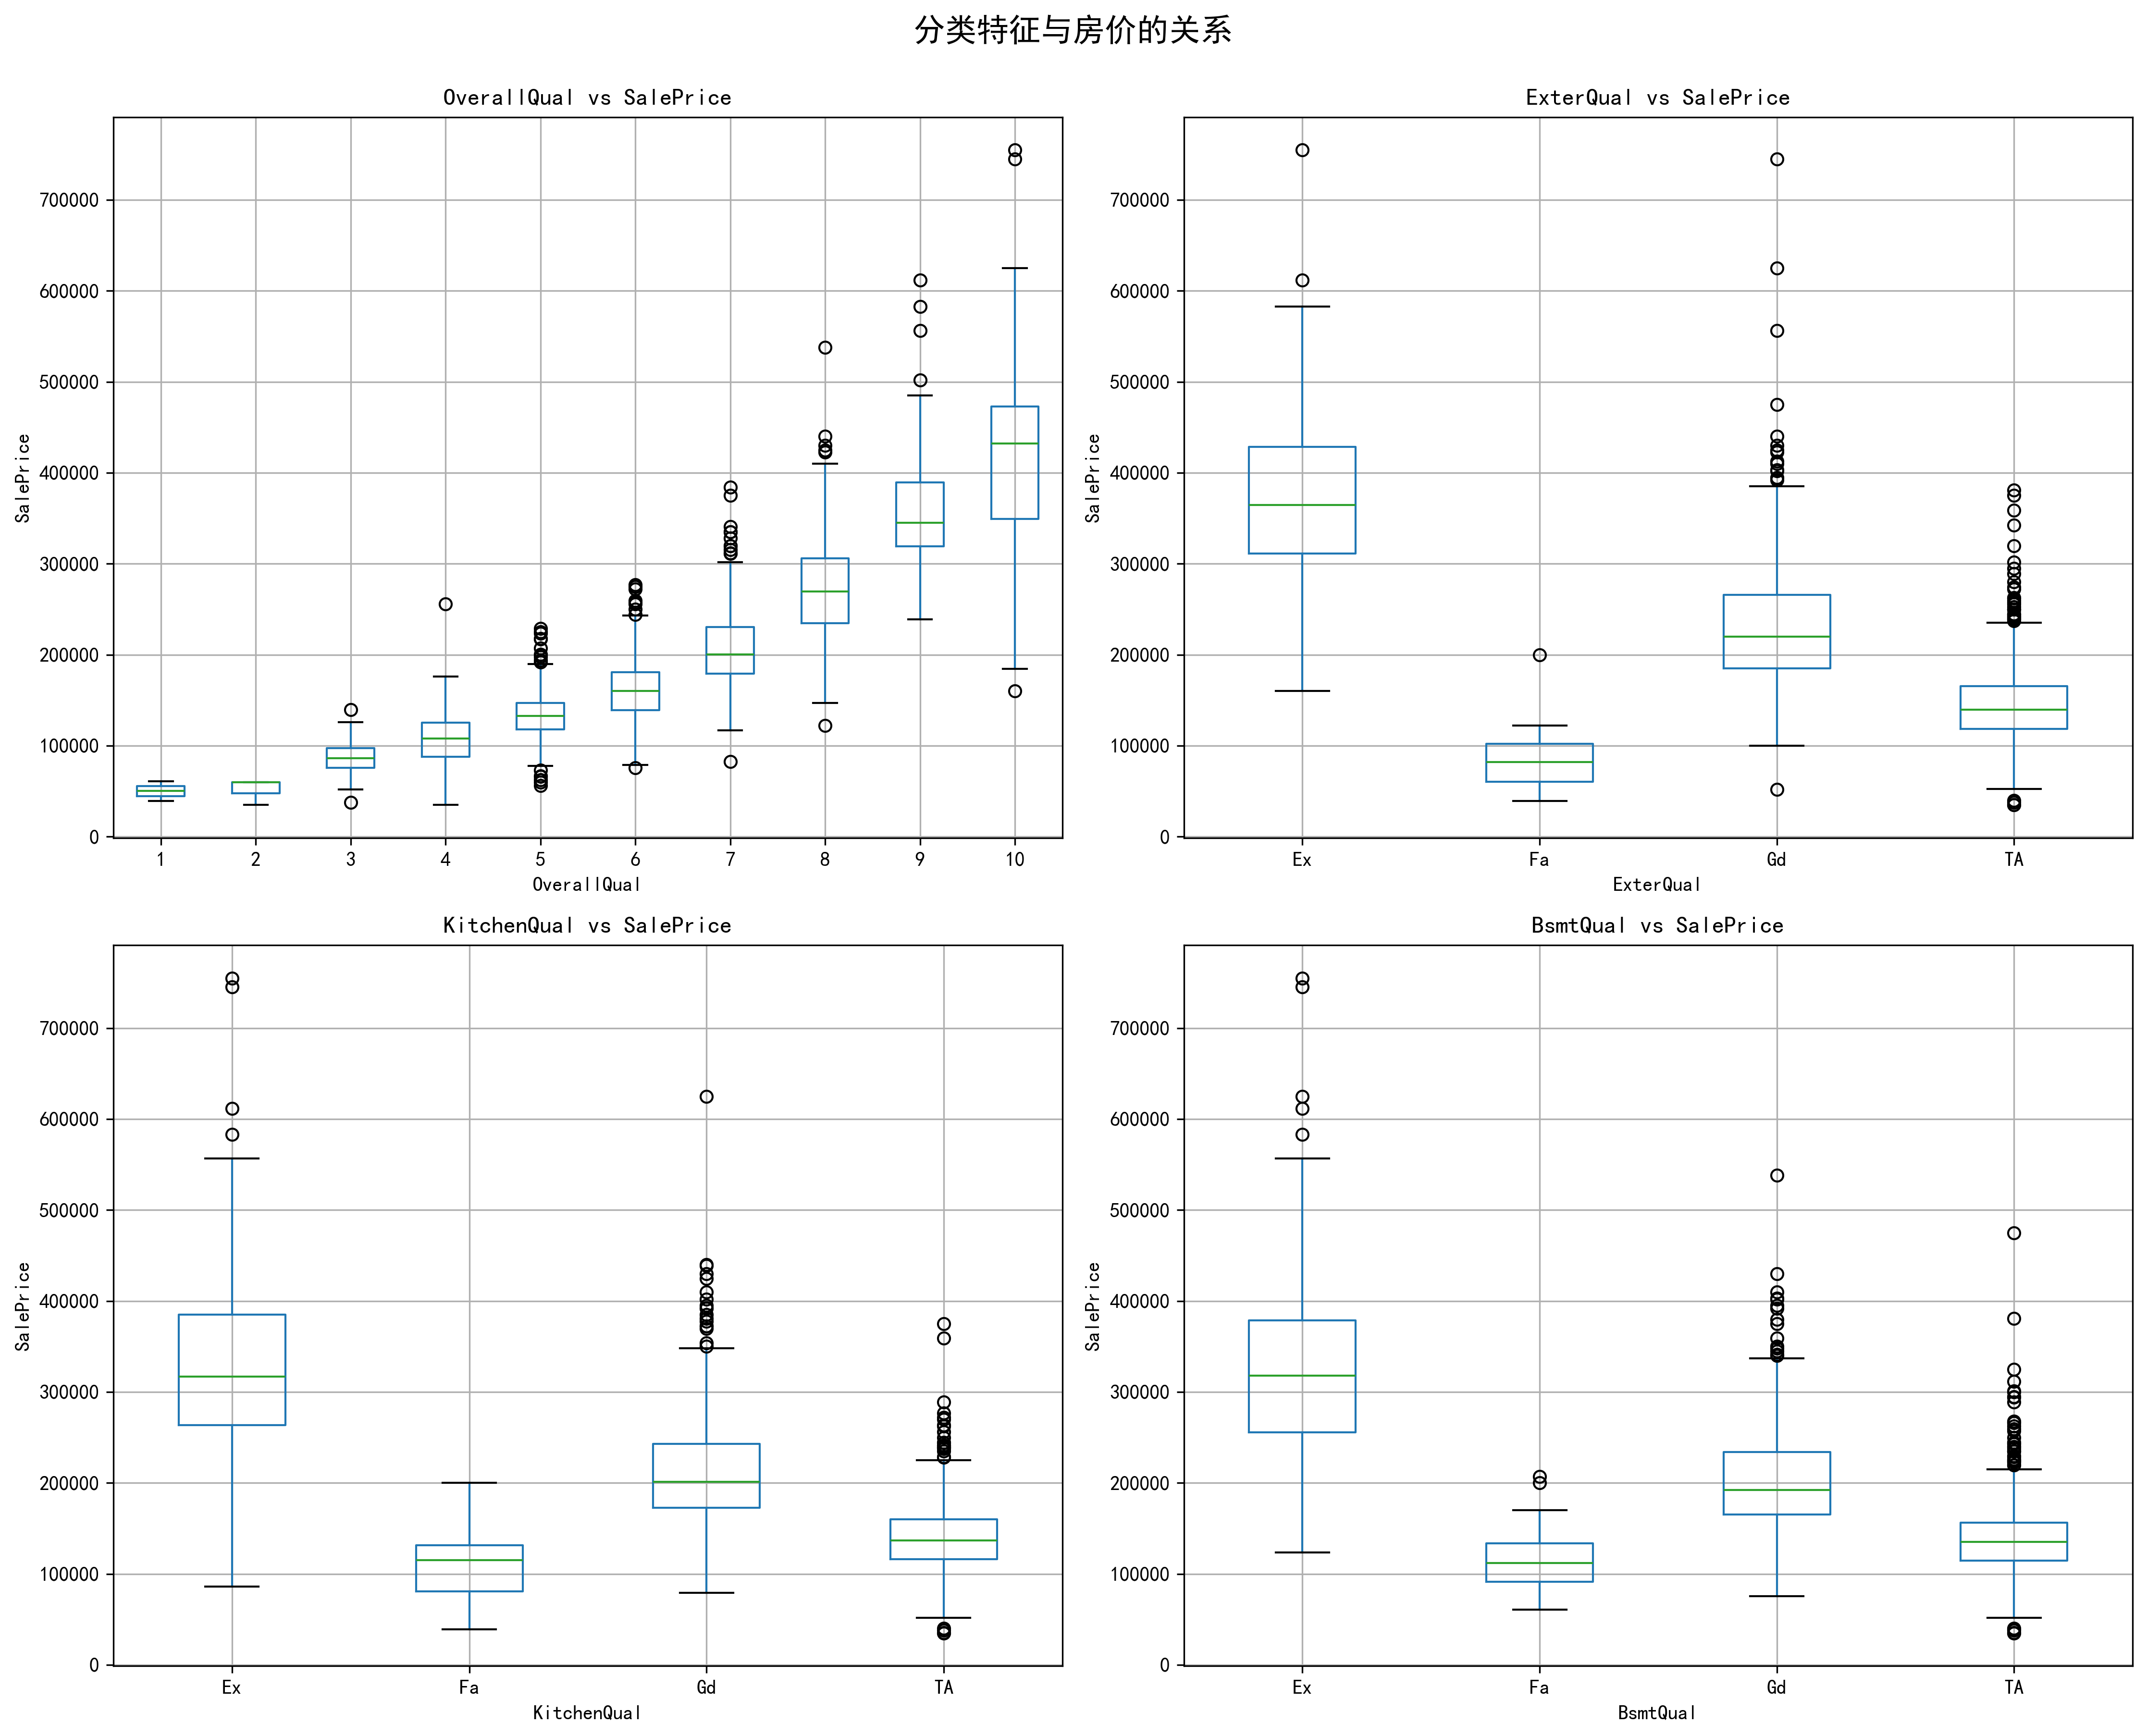 分类特征与房价的关系
OverallQual vs SalePrice
SalePrice
700000
600000
500000
400000
300000
200000
100000
0
1 2 3 4 5 6 7 8 9 10
OverallQual
ExterQual vs SalePrice
SalePrice
700000
600000
500000
400000
300000
200000
100000
0
Ex Fa Gd TA
ExterQual
KitchenQual vs SalePrice
SalePrice
700000
600000
500000
400000
300000
200000
100000
0
Ex Fa Gd TA
KitchenQual
BsmtQual vs SalePrice
SalePrice
700000
600000
500000
400000
300000
200000
100000
0
Ex Fa Gd TA
BsmtQual